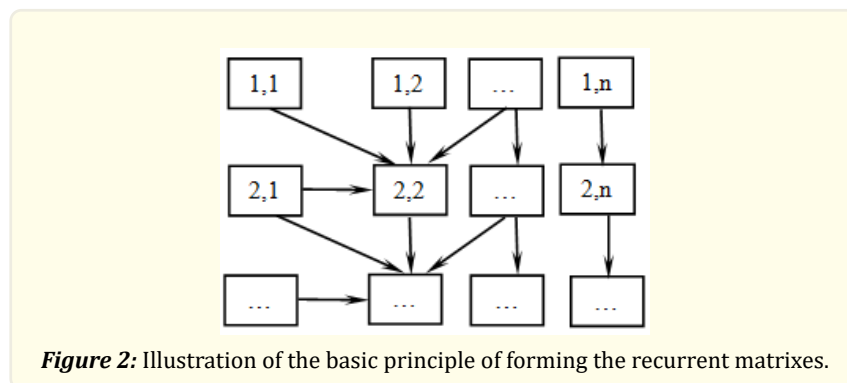 1,1 1,2 ... 1,n
2,1 2,2 ... 2,n
... ... ... ...
Figure 2: Illustration of the basic principle of forming the recurrent matrixes.